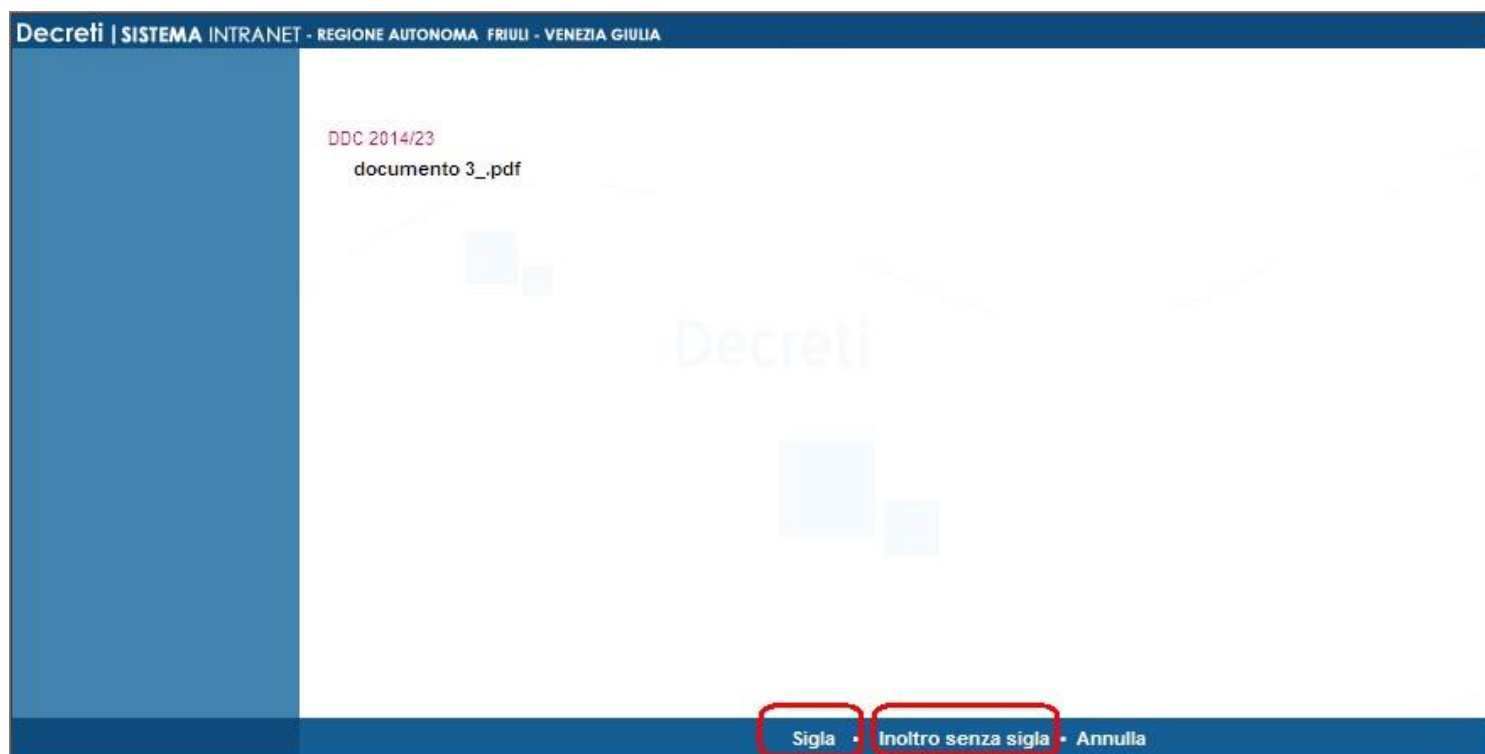 Decreti | SISTEMA INTRANET - REGIONE AUTONOMA FRIULI - VENEZIA GIULIA
DDC 2014/23
documento 3_.pdf
Decreti
Sigla • Inoltro senza sigla • Annulla